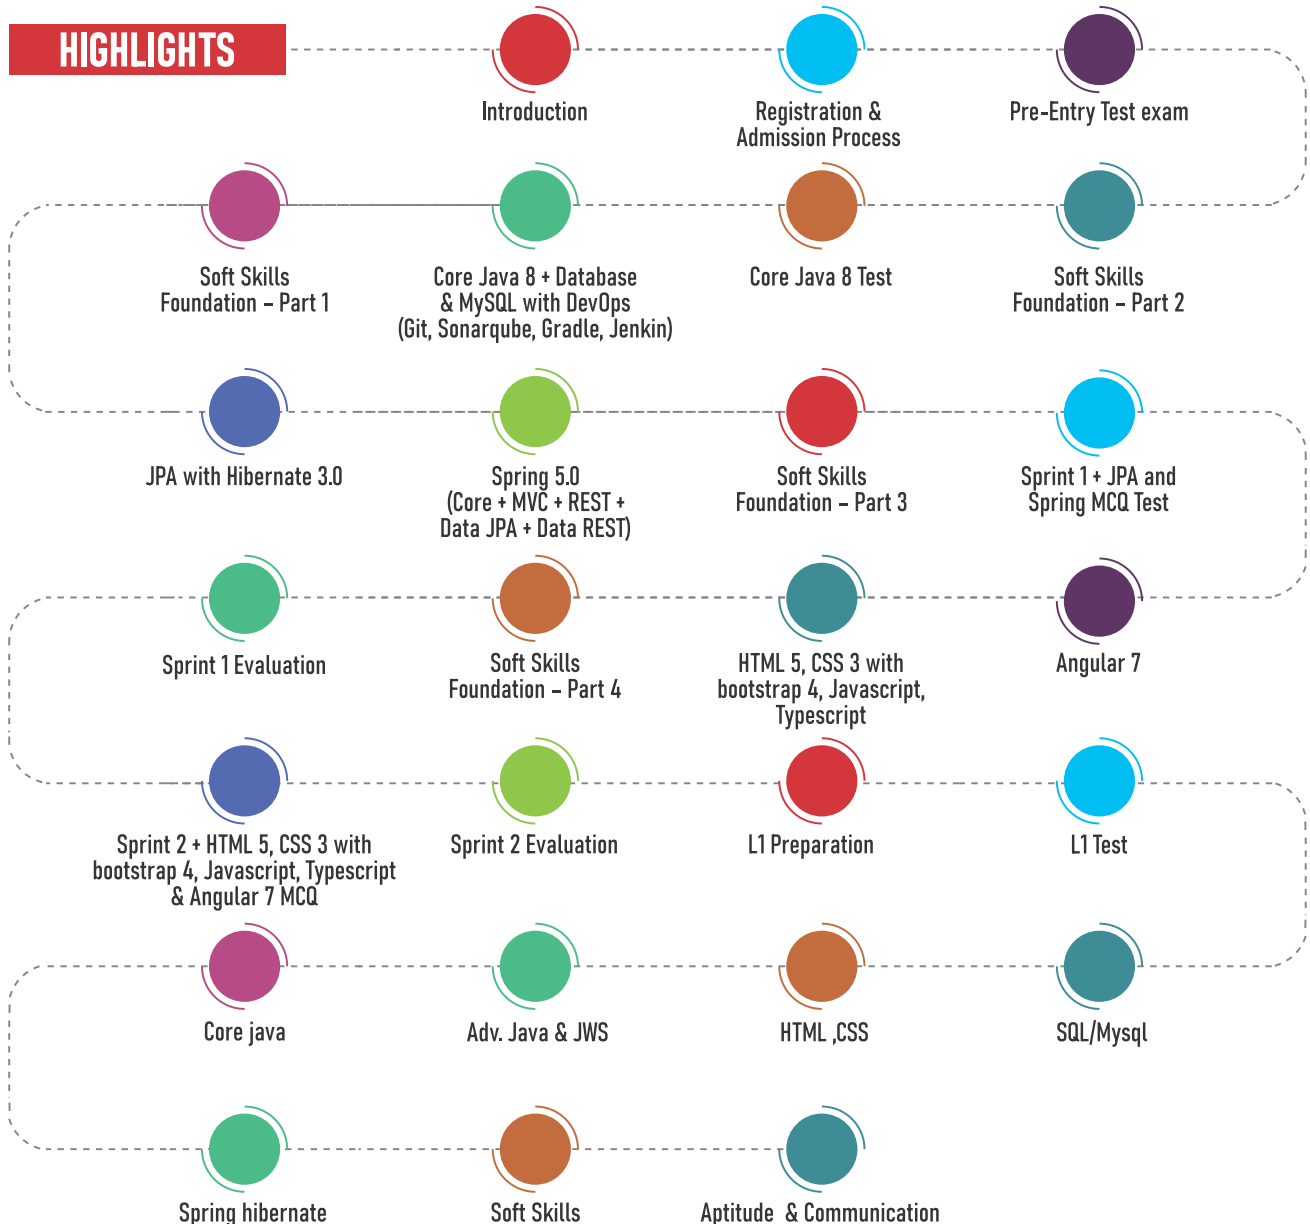 HIGHLIGHTS
Introduction
Registration &
Admission Process
Pre-Entry Test exam
Soft Skills
Foundation – Part 1
Core Java 8 + Database
& MySQL with DevOps
(Git, Sonarqube, Gradle, Jenkin)
Core Java 8 Test
Soft Skills
Foundation – Part 2
JPA with Hibernate 3.0
Spring 5.0
(Core + MVC + REST +
Data JPA + Data REST)
Soft Skills
Foundation – Part 3
Sprint 1 + JPA and
Spring MCQ Test
Sprint 1 Evaluation
Soft Skills
Foundation – Part 4
HTML 5, CSS 3 with
bootstrap 4, Javascript,
Typescript
Angular 7
Sprint 2 + HTML 5, CSS 3 with
bootstrap 4, Javascript, Typescript
& Angular 7 MCQ
Sprint 2 Evaluation
L1 Preparation
L1 Test
Core java
Adv. Java & JWS
HTML ,CSS
SQL/Mysql
Spring hibernate
Soft Skills
Aptitude & Communication